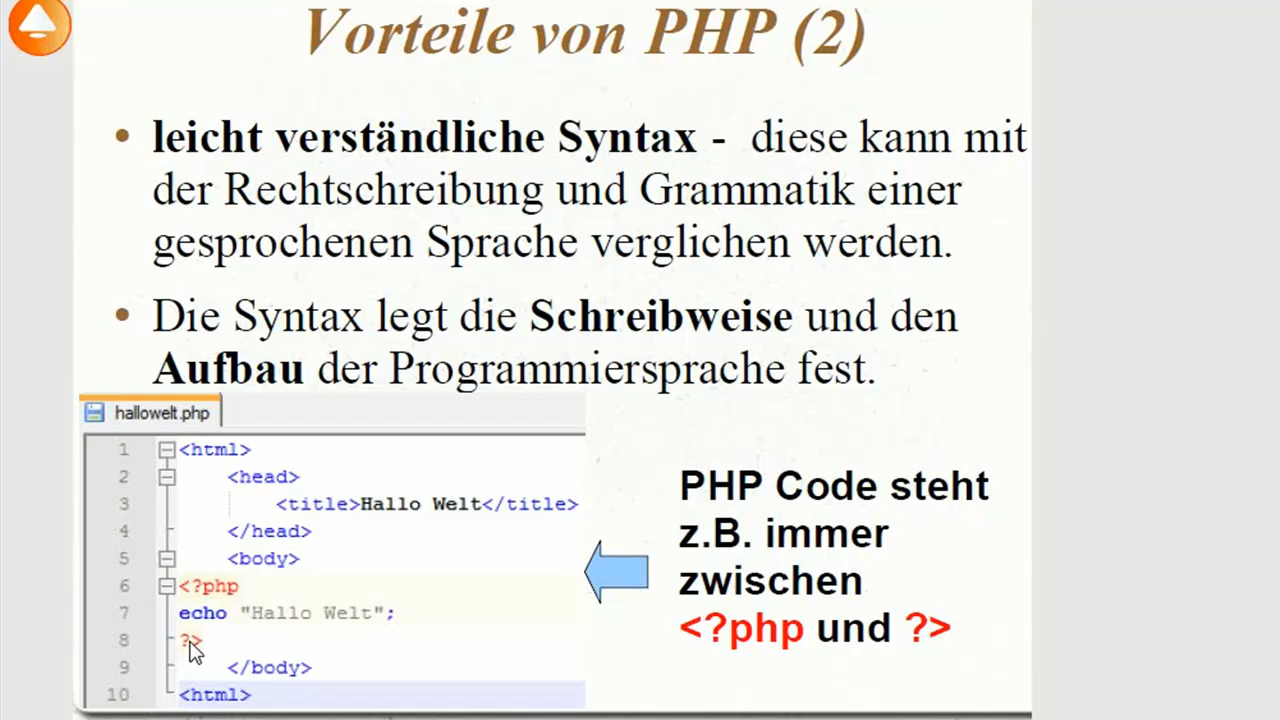 Vorteile von PHP (2)
• leicht verständliche Syntax - diese kann mit
der Rechtschreibung und Grammatik einer
gesprochenen Sprache verglichen werden.
• Die Syntax legt die Schreibweise und den
Aufbau der Programmiersprache fest.
hallowelt.php
1 <html>
2 <head>
3 <title>Hallo Welt</title>
4 </head>
5 <body>
6 <?php
7 echo "Hallo Welt";
8 ?>
9 </body>
10 <html>
PHP Code steht
z.B. immer
zwischen
<?php und ?>